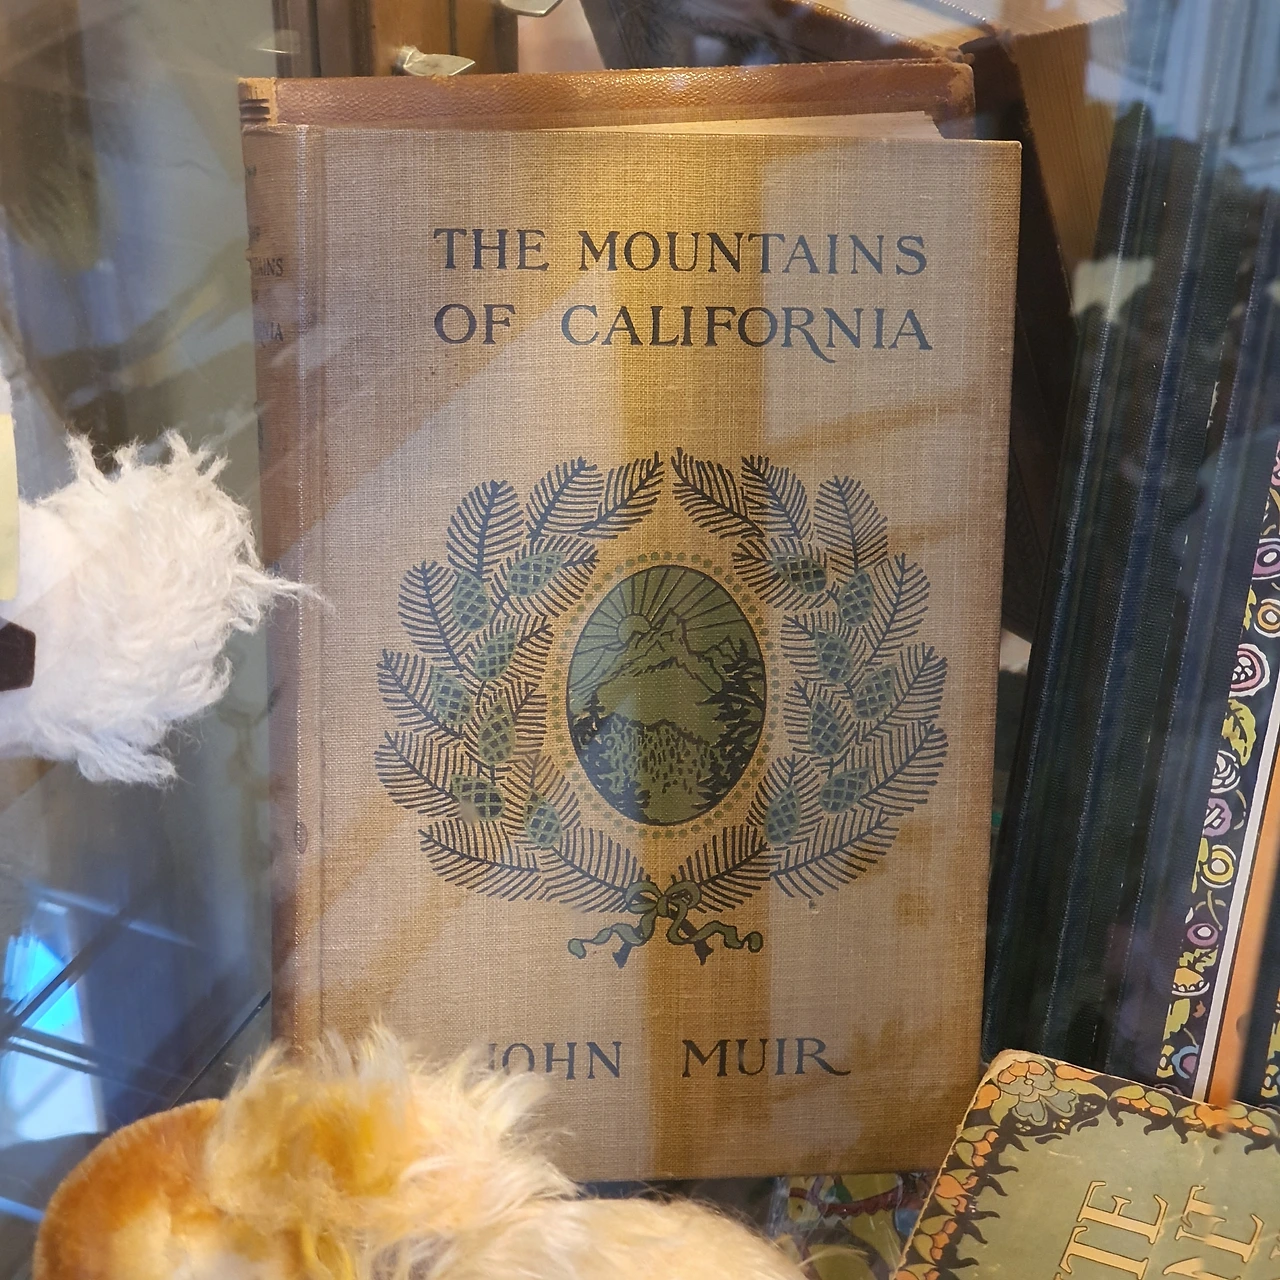 THE MOUNTAINS
OF CALIFORNIA
JOHN MUIR